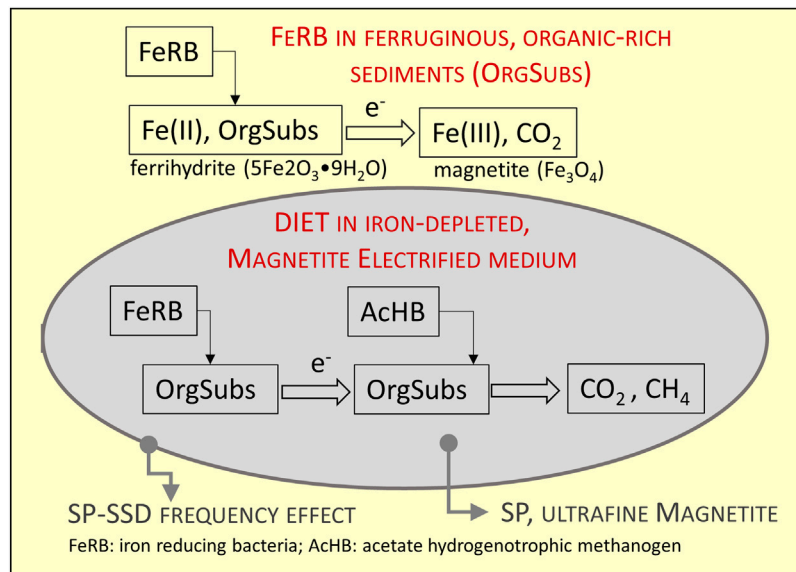 FeRB in ferruginous, organic-rich
sediments (OrgSubs)
FeRB
Fe(II), OrgSubs
e⁻
Fe(III), CO₂
ferrihydrite (5Fe2O₃•9H₂O)
magnetite (Fe₃O₄)
DIET in iron-depleted,
Magnetite Electrified medium
FeRB
AcHB
OrgSubs
e⁻
OrgSubs
CO₂ , CH₄
SP-SSD frequency effect
SP, ultrafine Magnetite
FeRB: iron reducing bacteria; AcHB: acetate hydrogenotrophic methanogen